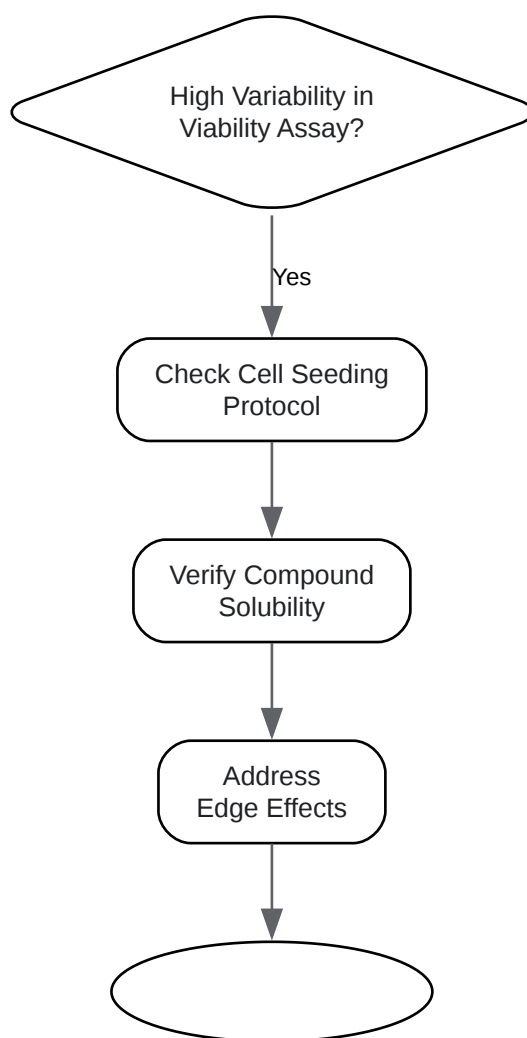 High Variability in
Viability Assay?
Yes
Check Cell Seeding
Protocol
Verify Compound
Solubility
Address
Edge Effects